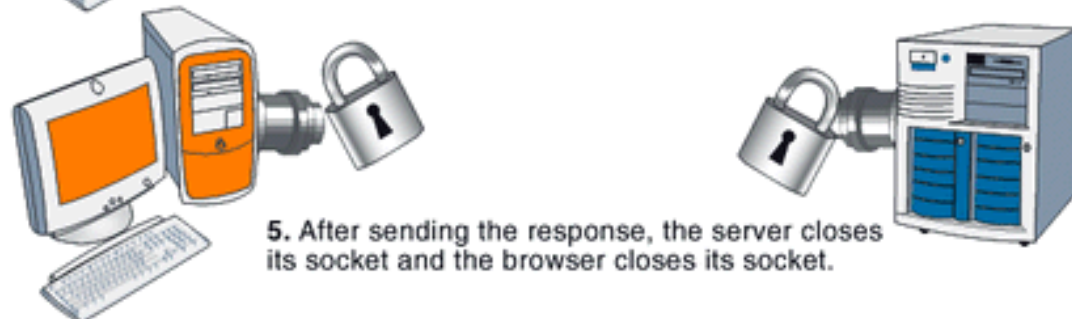 5. After sending the response, the server closes
its socket and the browser closes its socket.